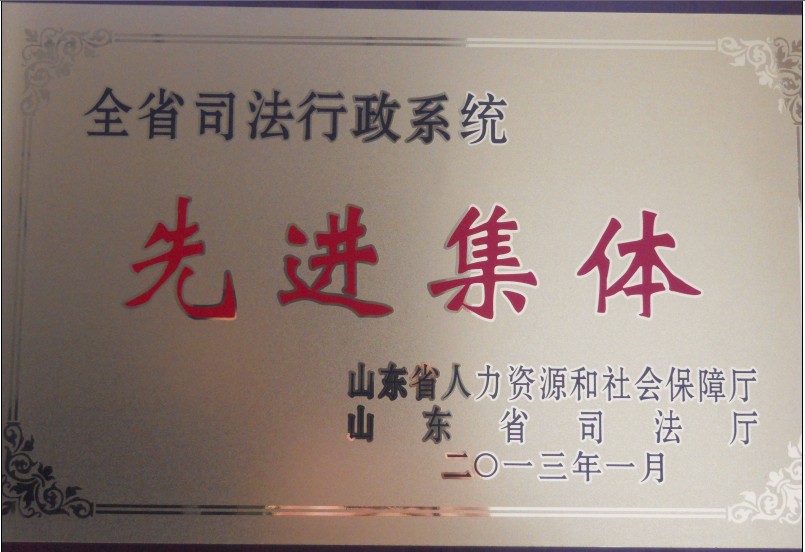 全省司法行政系统
先进集体
山东省人力资源和社会保障厅
山东省司法厅
二〇一三年一月